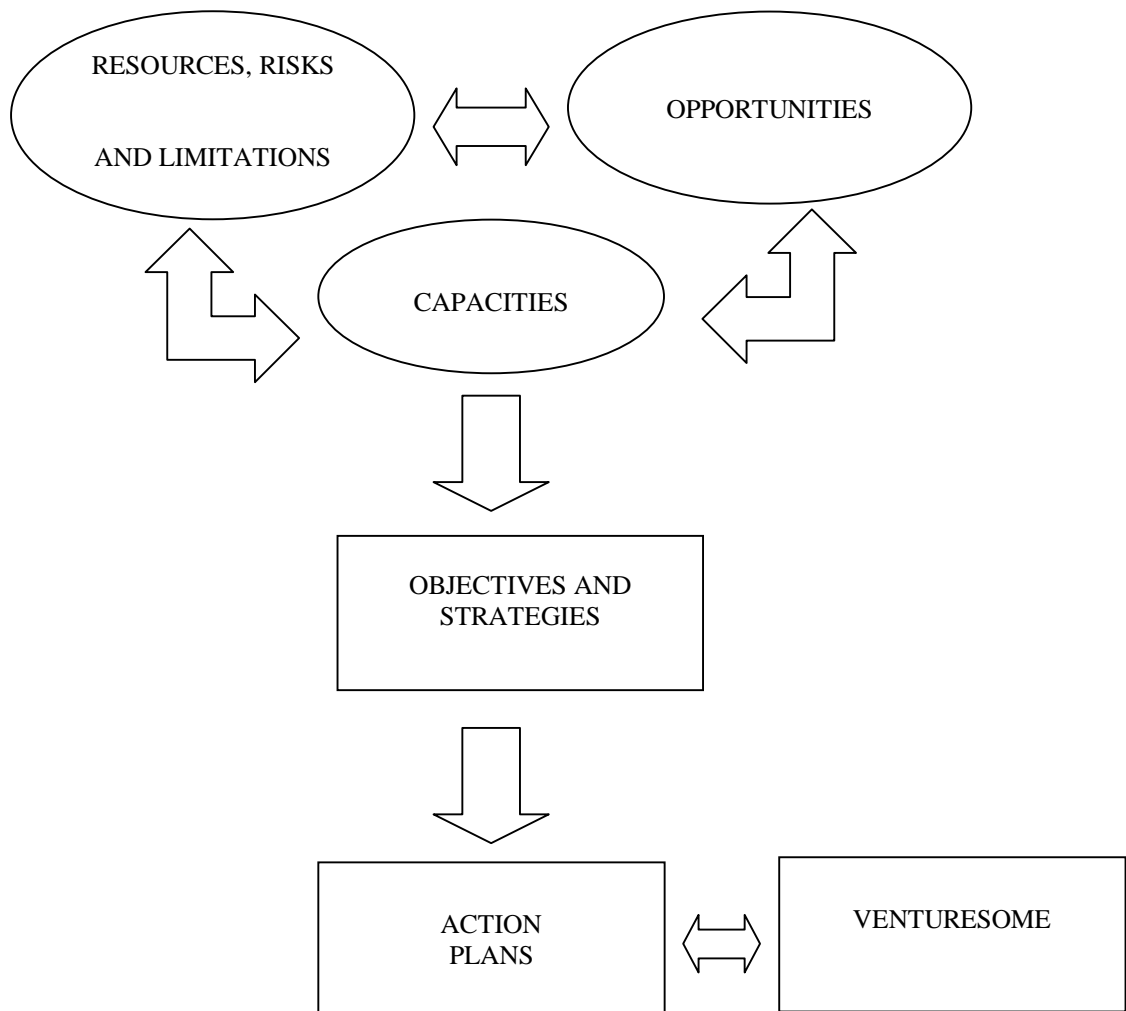 RESOURCES, RISKS
AND LIMITATIONS
OPPORTUNITIES
CAPACITIES
OBJECTIVES AND
STRATEGIES
ACTION
PLANS
VENTURESOME